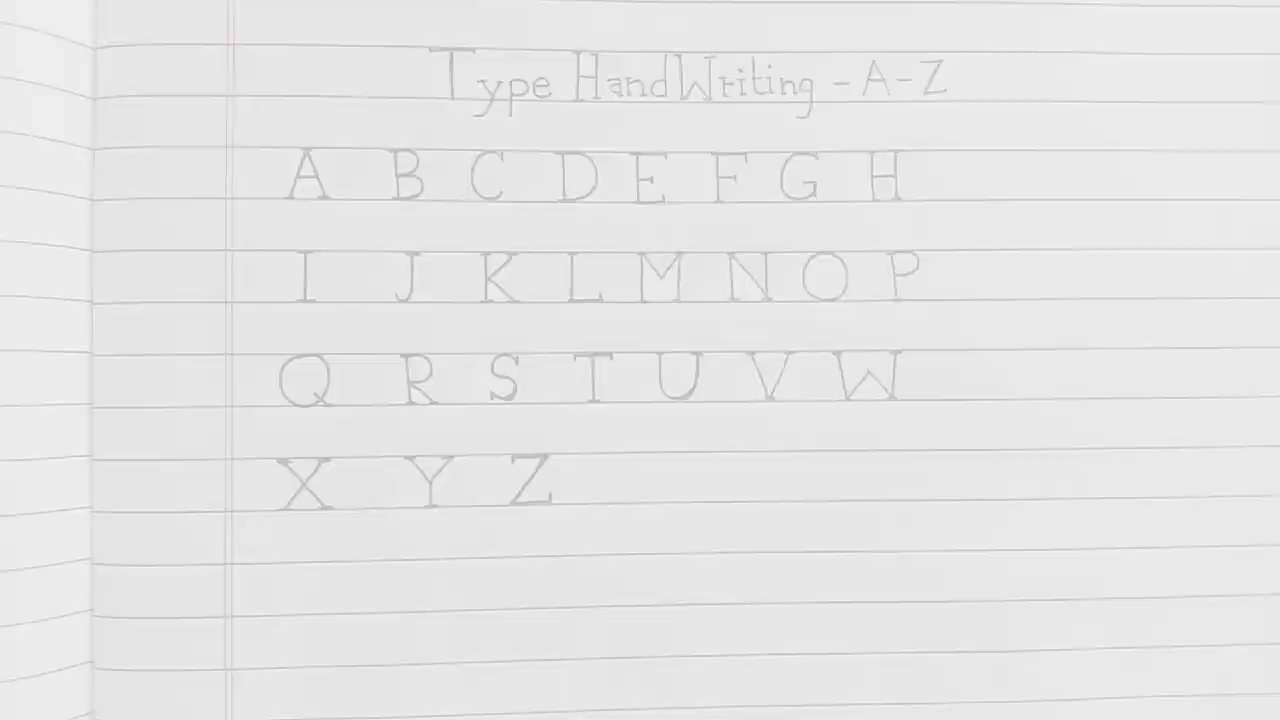 Type HandWriting - A-Z
A B C D E F G H
I J K L M N O P
Q R S T U V W
X Y Z